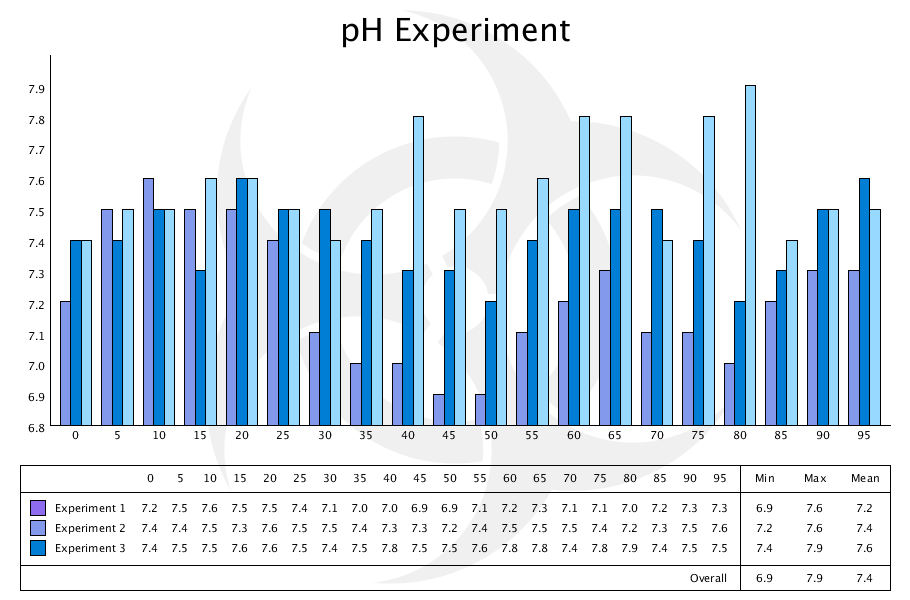 pH Experiment
7.9
7.8
7.7
7.6
7.5
7.4
7.3
7.2
7.1
7.0
6.9
6.8
0 5 10 15 20 25 30 35 40 45 50 55 60 65 70 75 80 85 90 95
0 5 10 15 20 25 30 35 40 45 50 55 60 65 70 75 80 85 90 95 Min Max Mean
Experiment 1 7.2 7.5 7.6 7.5 7.5 7.4 7.1 7.0 7.0 6.9 6.9 7.1 7.2 7.3 7.1 7.1 7.0 7.2 7.3 7.3 6.9 7.6 7.2
Experiment 2 7.4 7.4 7.5 7.3 7.6 7.5 7.5 7.4 7.3 7.3 7.2 7.4 7.5 7.5 7.5 7.4 7.2 7.3 7.5 7.6 7.2 7.6 7.4
Experiment 3 7.4 7.5 7.5 7.6 7.6 7.5 7.4 7.5 7.8 7.5 7.5 7.6 7.8 7.8 7.4 7.8 7.9 7.4 7.5 7.5 7.4 7.9 7.6
Overall 6.9 7.9 7.4